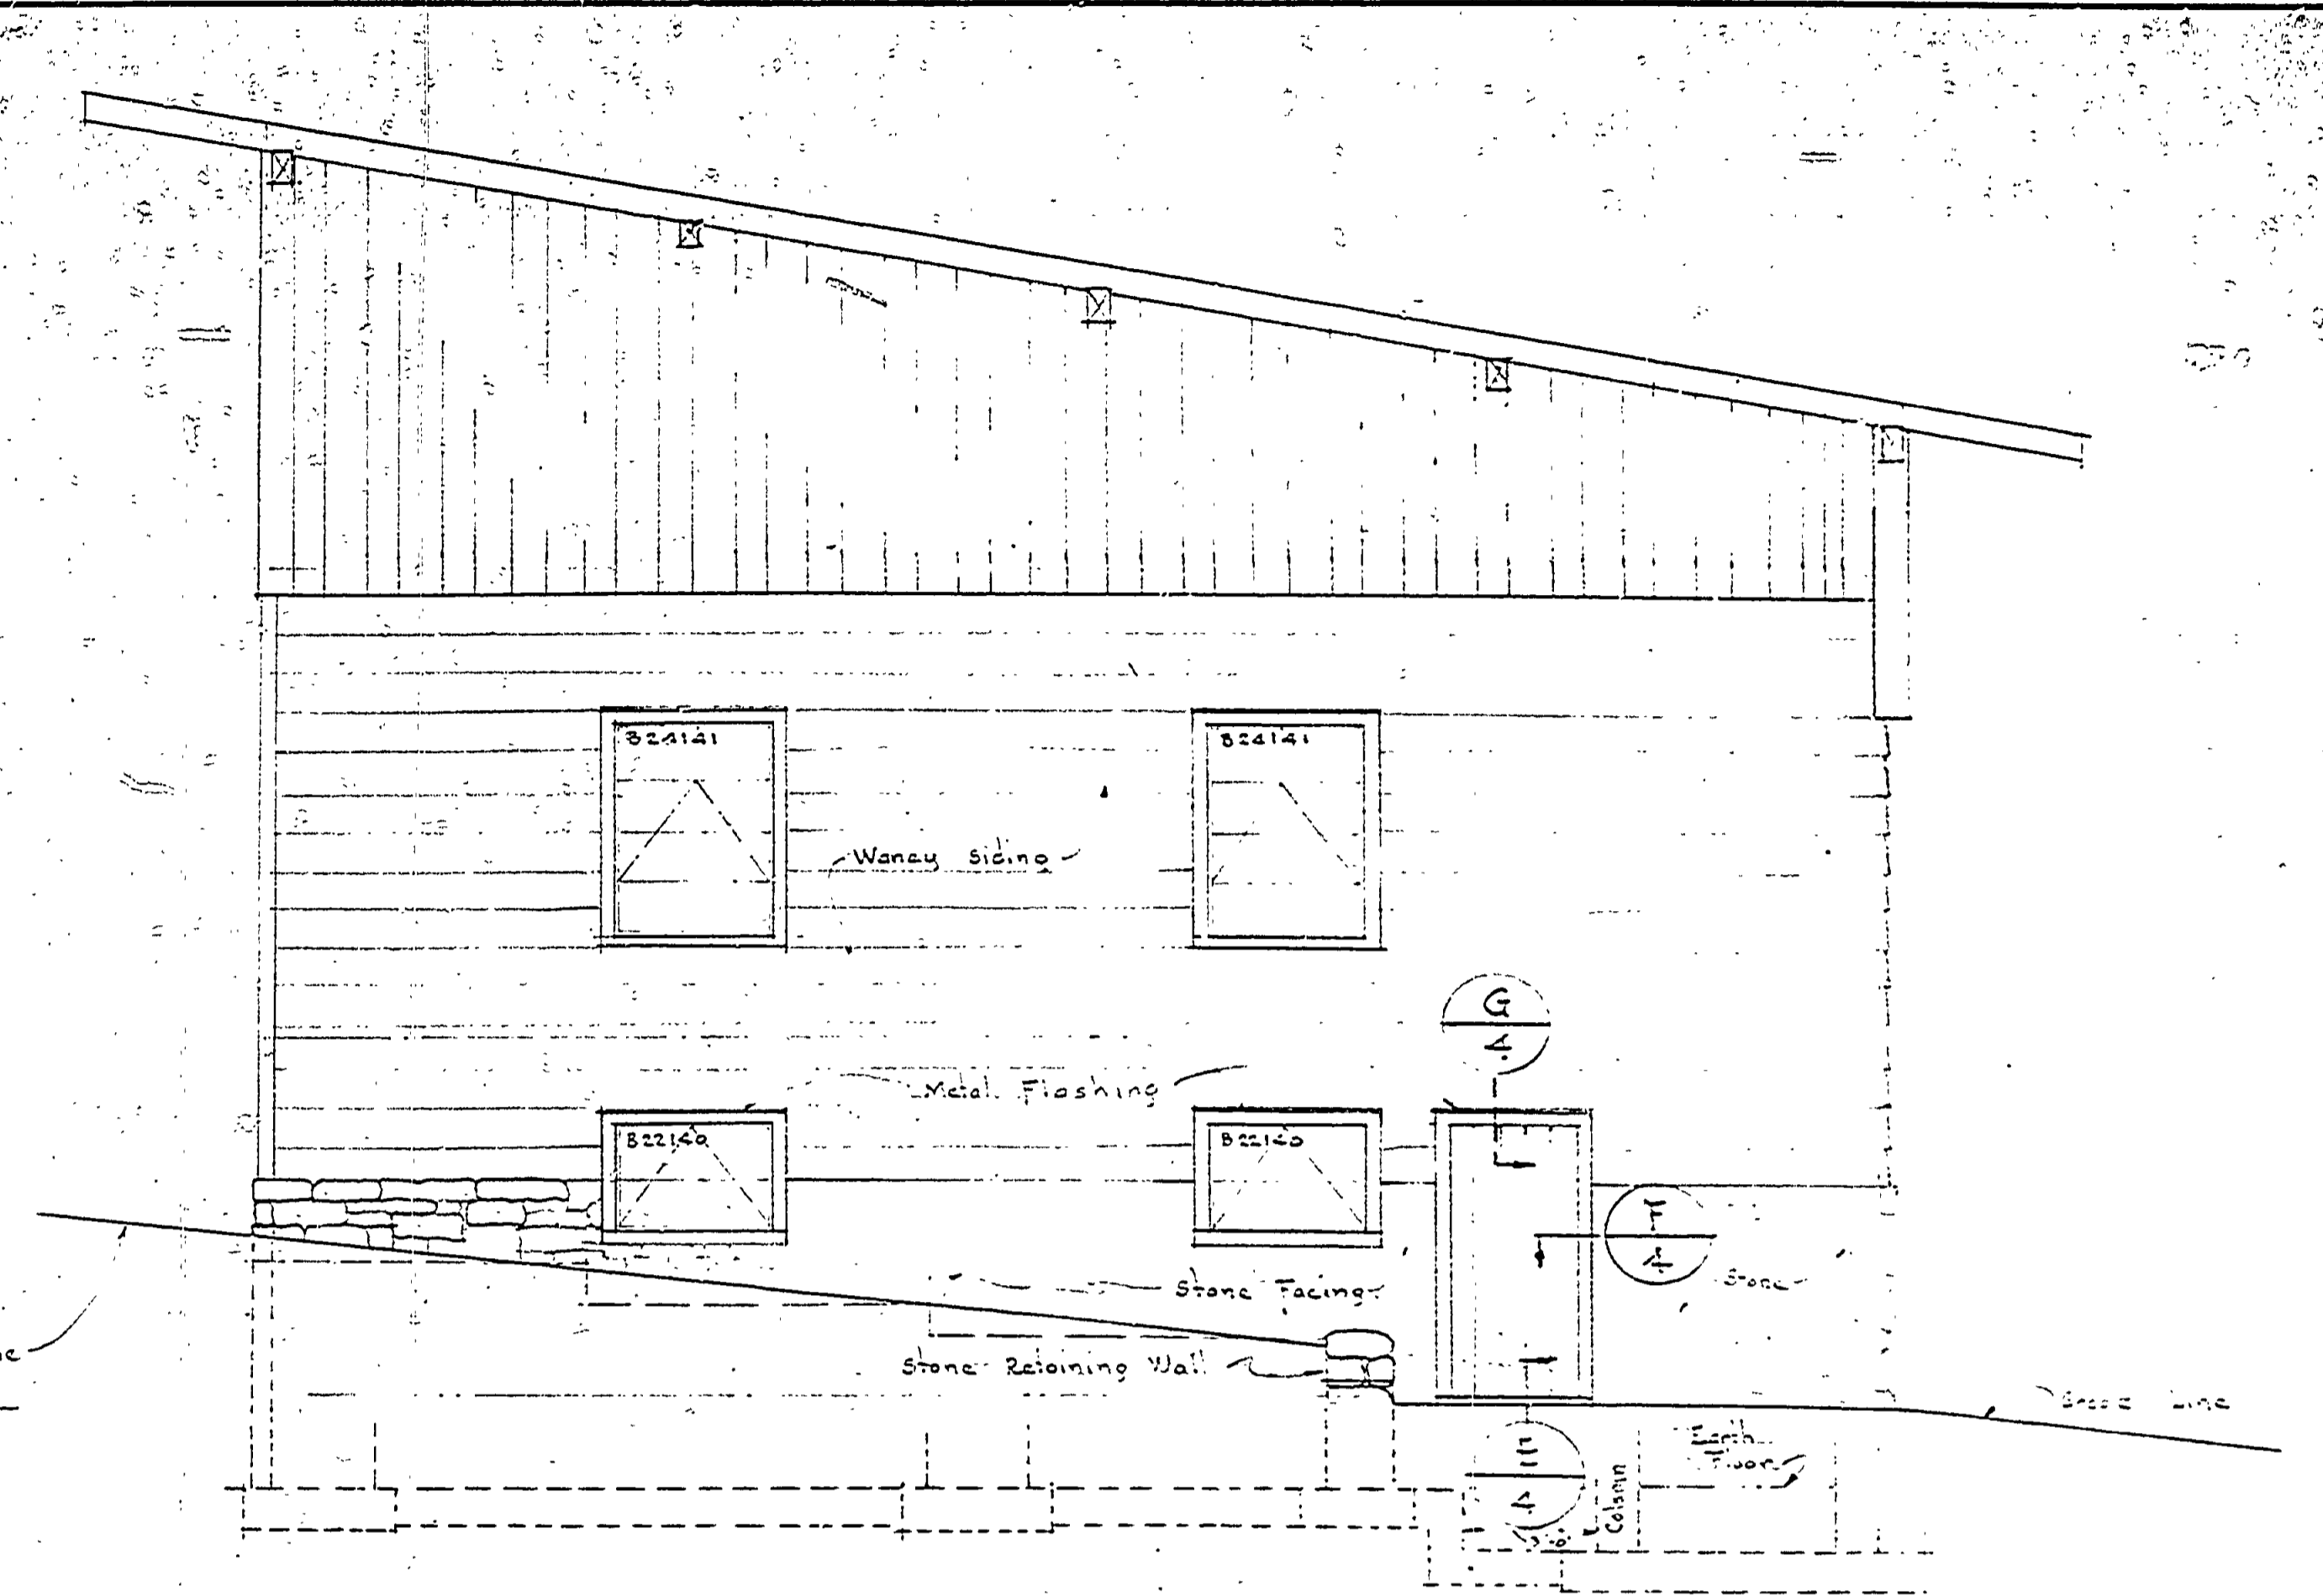 B24141
B24141
Waney Siding
G
4
Metal Flashing
B22140
B22140
F
4
Stone
Stone Facing
Stone Retaining Wall
Grade Line
Earth
Floor
4
Column